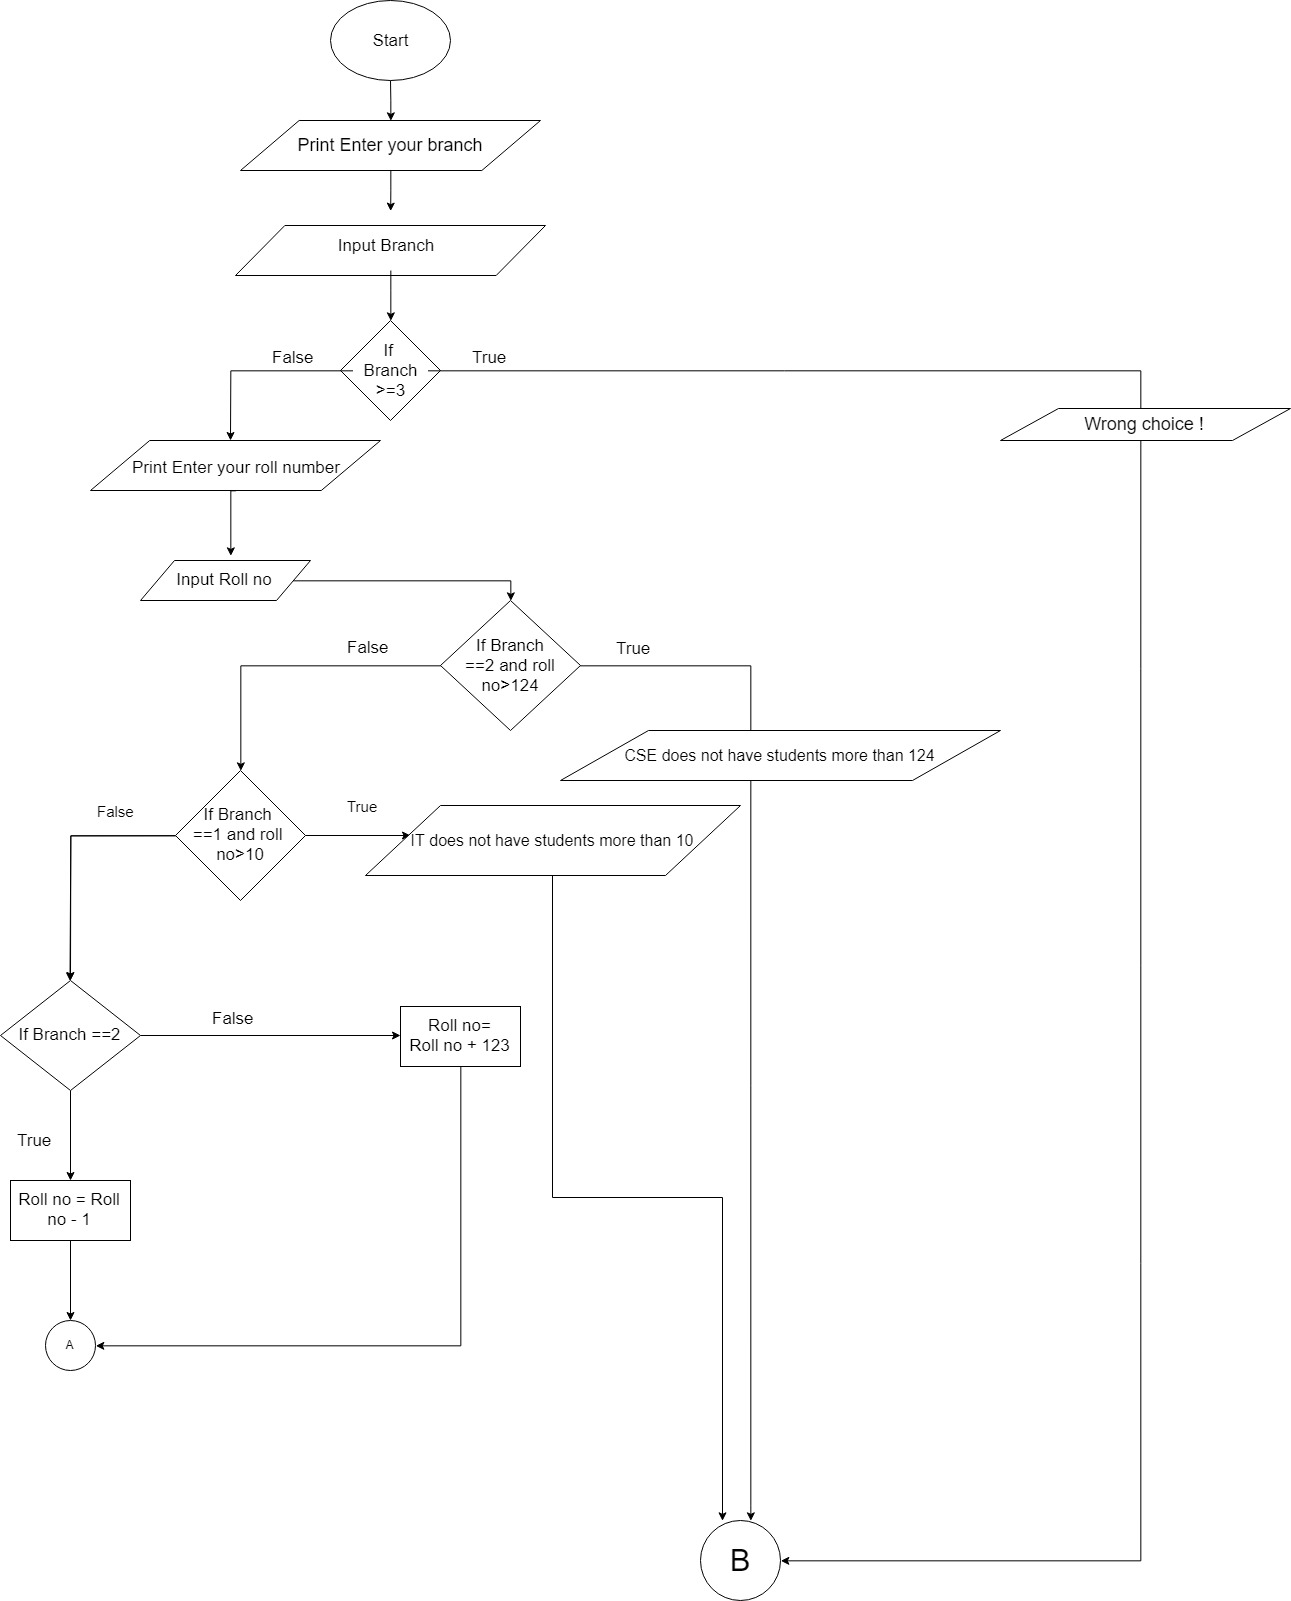 Start
Print Enter your branch
Input Branch
If
Branch
>=3
False
True
Wrong choice !
Print Enter your roll number
Input Roll no
If Branch
==2 and roll
no>124
False
True
CSE does not have students more than 124
If Branch
==1 and roll
no>10
False
True
IT does not have students more than 10
If Branch ==2
False
Roll no=
Roll no + 123
True
Roll no = Roll
no - 1
A
B